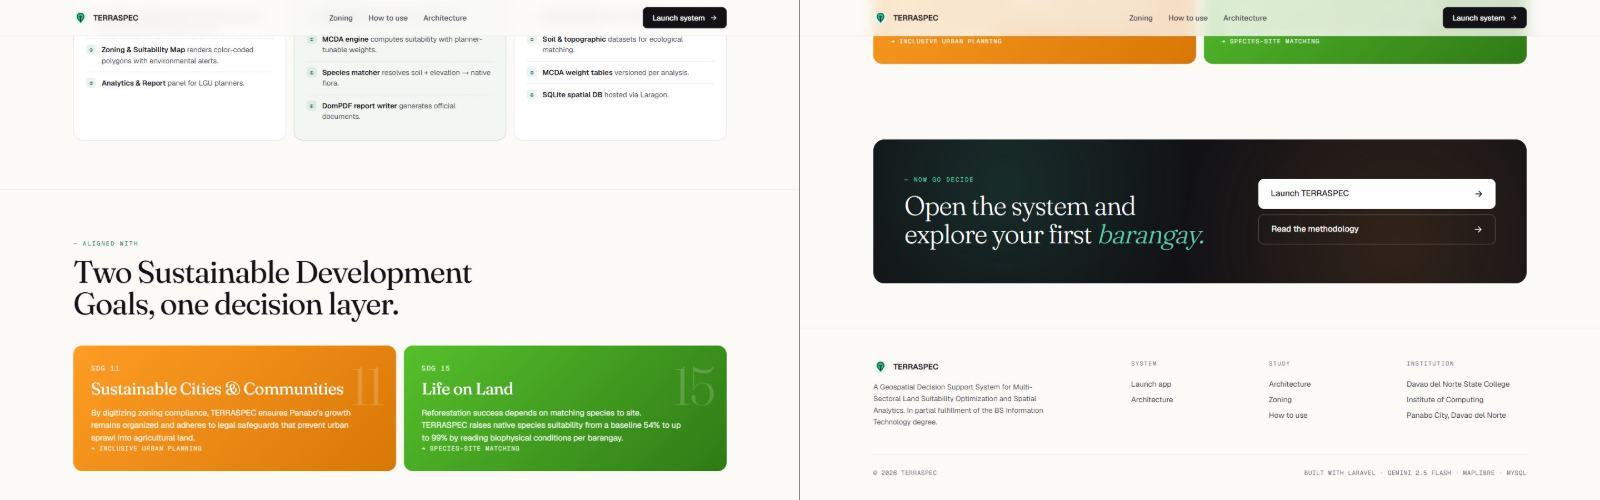 TERRASPEC
Zoning How to use Architecture
Launch system →
Zoning & Suitability Map renders color-coded
polygons with environmental alerts.
Analytics & Report panel for LGU planners.
MCDA engine computes suitability with planner-
tunable weights.
Species matcher resolves soil + elevation → native
flora.
DomPDF report writer generates official
documents.
Soil & topographic datasets for ecological
matching.
MCDA weight tables versioned per analysis.
SQLite spatial DB hosted via Laragon.
— ALIGNED WITH
Two Sustainable Development
Goals, one decision layer.
SDG 11
11
Sustainable Cities & Communities
By digitizing zoning compliance, TERRASPEC ensures Panabo's growth
remains organized and adheres to legal safeguards that prevent urban
sprawl into agricultural land.
→ INCLUSIVE URBAN PLANNING
SDG 15
15
Life on Land
Reforestation success depends on matching species to site.
TERRASPEC raises native species suitability from a baseline 54% to up
to 99% by reading biophysical conditions per barangay.
→ SPECIES-SITE MATCHING
TERRASPEC
Zoning How to use Architecture
Launch system →
→ INCLUSIVE URBAN PLANNING
→ SPECIES-SITE MATCHING
— NOW GO DECIDE
Open the system and
explore your first barangay.
Launch TERRASPEC →
Read the methodology →
TERRASPEC
A Geospatial Decision Support System for Multi-
Sectoral Land Suitability Optimization and Spatial
Analytics. In partial fulfillment of the BS Information
Technology degree.
SYSTEM
Launch app
Architecture
STUDY
Architecture
Zoning
How to use
INSTITUTION
Davao del Norte State College
Institute of Computing
Panabo City, Davao del Norte
© 2026 TERRASPEC
BUILT WITH LARAVEL · GEMINI 2.5 FLASH · MAPLIBRE · MYSQL